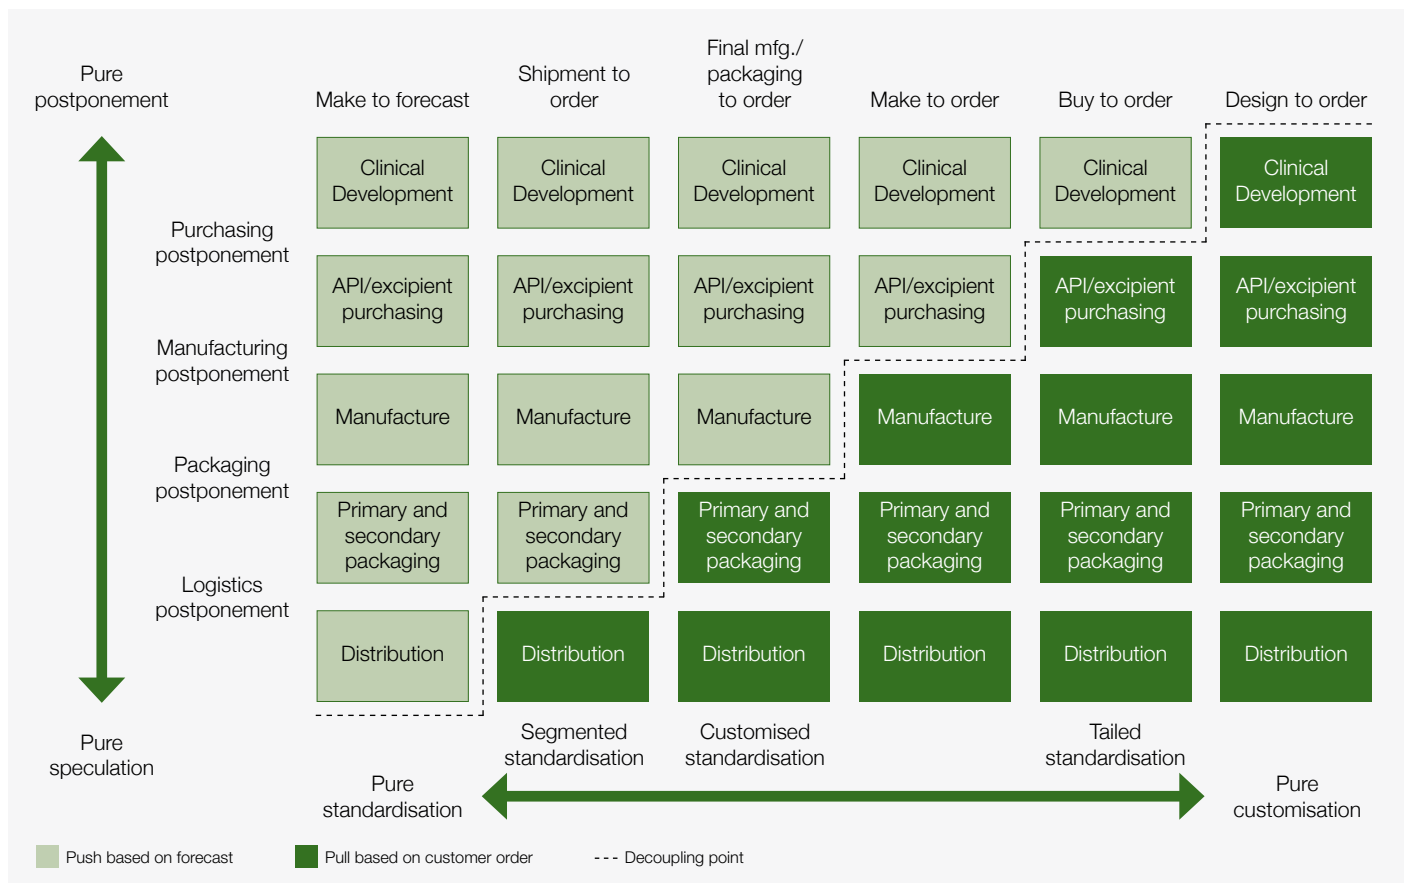 Pure
postponement
Make to forecast
Shipment to
order
Final mfg./
packaging
to order
Make to order
Buy to order
Design to order
Clinical
Development
Clinical
Development
Clinical
Development
Clinical
Development
Clinical
Development
Clinical
Development
Purchasing
postponement
API/excipient
purchasing
API/excipient
purchasing
API/excipient
purchasing
API/excipient
purchasing
API/excipient
purchasing
API/excipient
purchasing
Manufacturing
postponement
Manufacture
Manufacture
Manufacture
Manufacture
Manufacture
Manufacture
Packaging
postponement
Primary and
secondary
packaging
Primary and
secondary
packaging
Primary and
secondary
packaging
Primary and
secondary
packaging
Primary and
secondary
packaging
Primary and
secondary
packaging
Logistics
postponement
Distribution
Distribution
Distribution
Distribution
Distribution
Distribution
Pure
speculation
Segmented
standardisation
Customised
standardisation
Tailed
standardisation
Pure
standardisation
Pure
customisation
Push based on forecast
Pull based on customer order
Decoupling point